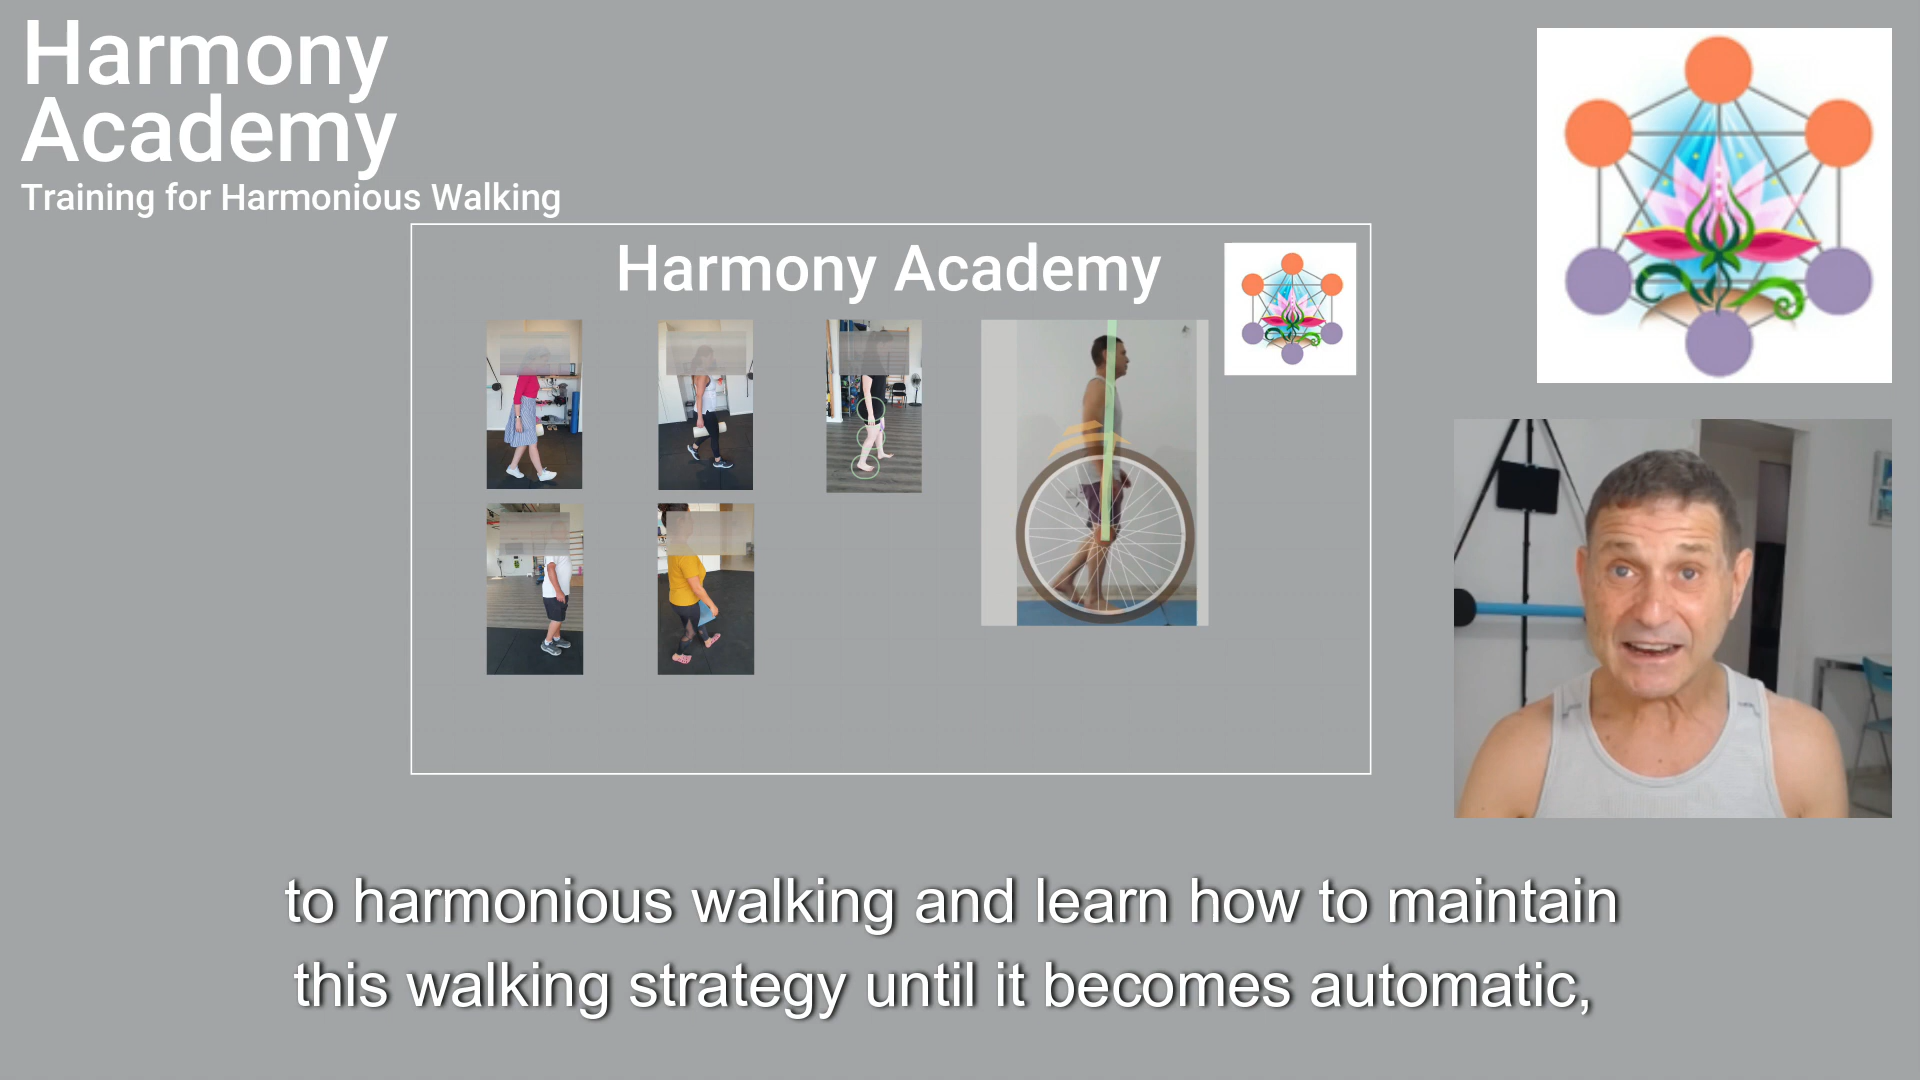 Harmony
Academy
Training for Harmonious Walking
Harmony Academy
to harmonious walking and learn how to maintain
this walking strategy until it becomes automatic,